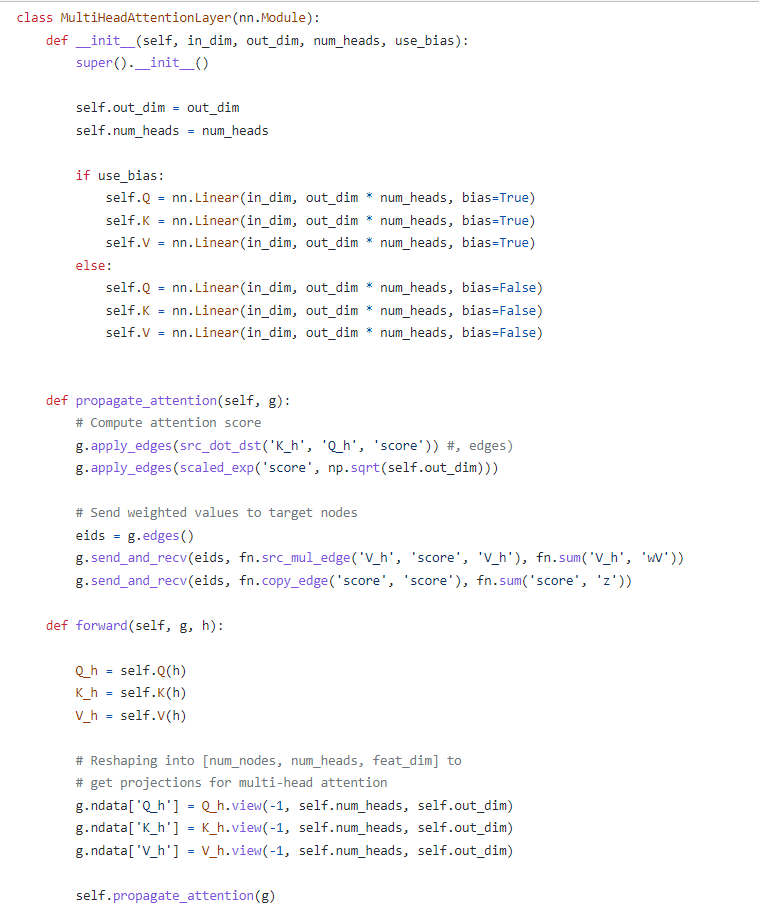 class MultiHeadAttentionLayer(nn.Module):
    def __init__(self, in_dim, out_dim, num_heads, use_bias):
        super().__init__()

        self.out_dim = out_dim
        self.num_heads = num_heads

        if use_bias:
            self.Q = nn.Linear(in_dim, out_dim * num_heads, bias=True)
            self.K = nn.Linear(in_dim, out_dim * num_heads, bias=True)
            self.V = nn.Linear(in_dim, out_dim * num_heads, bias=True)
        else:
            self.Q = nn.Linear(in_dim, out_dim * num_heads, bias=False)
            self.K = nn.Linear(in_dim, out_dim * num_heads, bias=False)
            self.V = nn.Linear(in_dim, out_dim * num_heads, bias=False)


    def propagate_attention(self, g):
        # Compute attention score
        g.apply_edges(src_dot_dst('K_h', 'Q_h', 'score')) #, edges)
        g.apply_edges(scaled_exp('score', np.sqrt(self.out_dim)))

        # Send weighted values to target nodes
        eids = g.edges()
        g.send_and_recv(eids, fn.src_mul_edge('V_h', 'score', 'V_h'), fn.sum('V_h', 'wV'))
        g.send_and_recv(eids, fn.copy_edge('score', 'score'), fn.sum('score', 'z'))

    def forward(self, g, h):

        Q_h = self.Q(h)
        K_h = self.K(h)
        V_h = self.V(h)

        # Reshaping into [num_nodes, num_heads, feat_dim] to
        # get projections for multi-head attention
        g.ndata['Q_h'] = Q_h.view(-1, self.num_heads, self.out_dim)
        g.ndata['K_h'] = K_h.view(-1, self.num_heads, self.out_dim)
        g.ndata['V_h'] = V_h.view(-1, self.num_heads, self.out_dim)

        self.propagate_attention(g)